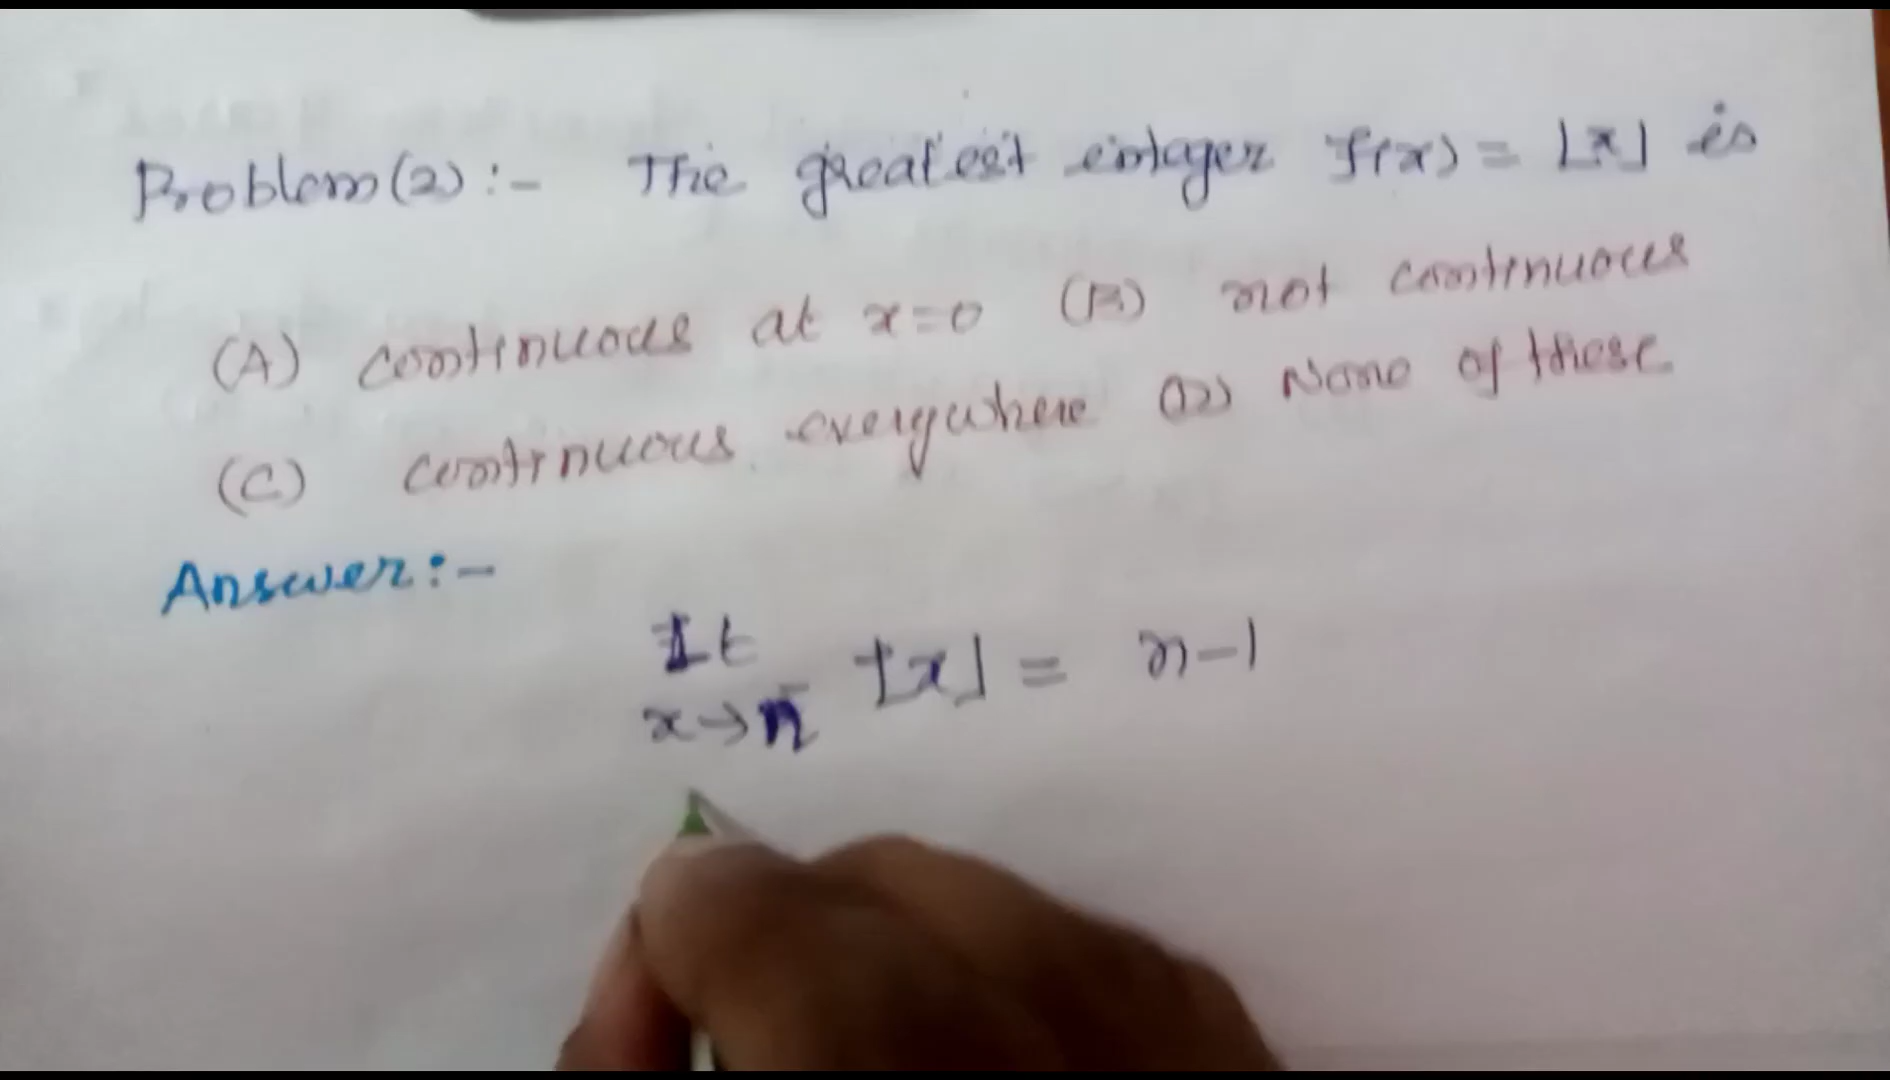 Problem (2) :- The greatest integer f(x) = ⌊x⌋ is
(A) continuous at x=0 (B) not continuous
(C) continuous everywhere (D) None of these
Answer :-
Lt ⌊x⌋ = n-1
x→n⁻